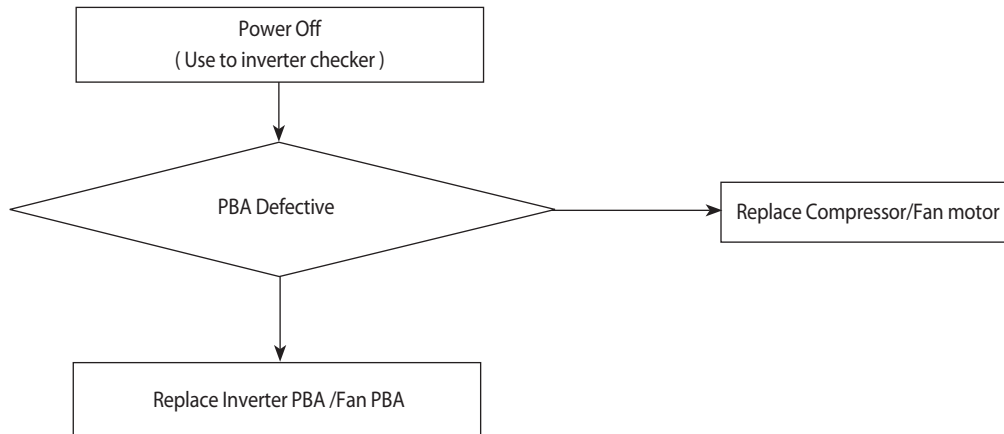 Power Off
( Use to inverter checker )
PBA Defective
Replace Compressor/Fan motor
Replace Inverter PBA /Fan PBA